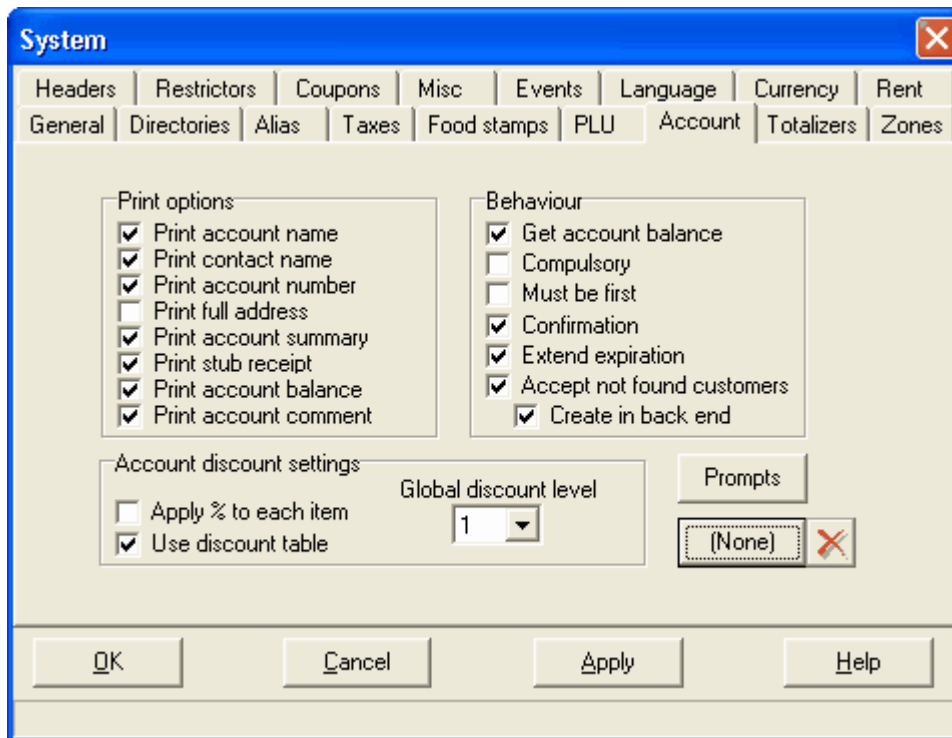 System
Headers Restrictors Coupons Misc Events Language Currency Rent
General Directories Alias Taxes Food stamps PLU Account Totalizers Zones
Print options
Print account name
Print contact name
Print account number
Print full address
Print account summary
Print stub receipt
Print account balance
Print account comment
Behaviour
Get account balance
Compulsory
Must be first
Confirmation
Extend expiration
Accept not found customers
Create in back end
Account discount settings
Apply % to each item
Use discount table
Global discount level
1
Prompts
(None)
OK Cancel Apply Help